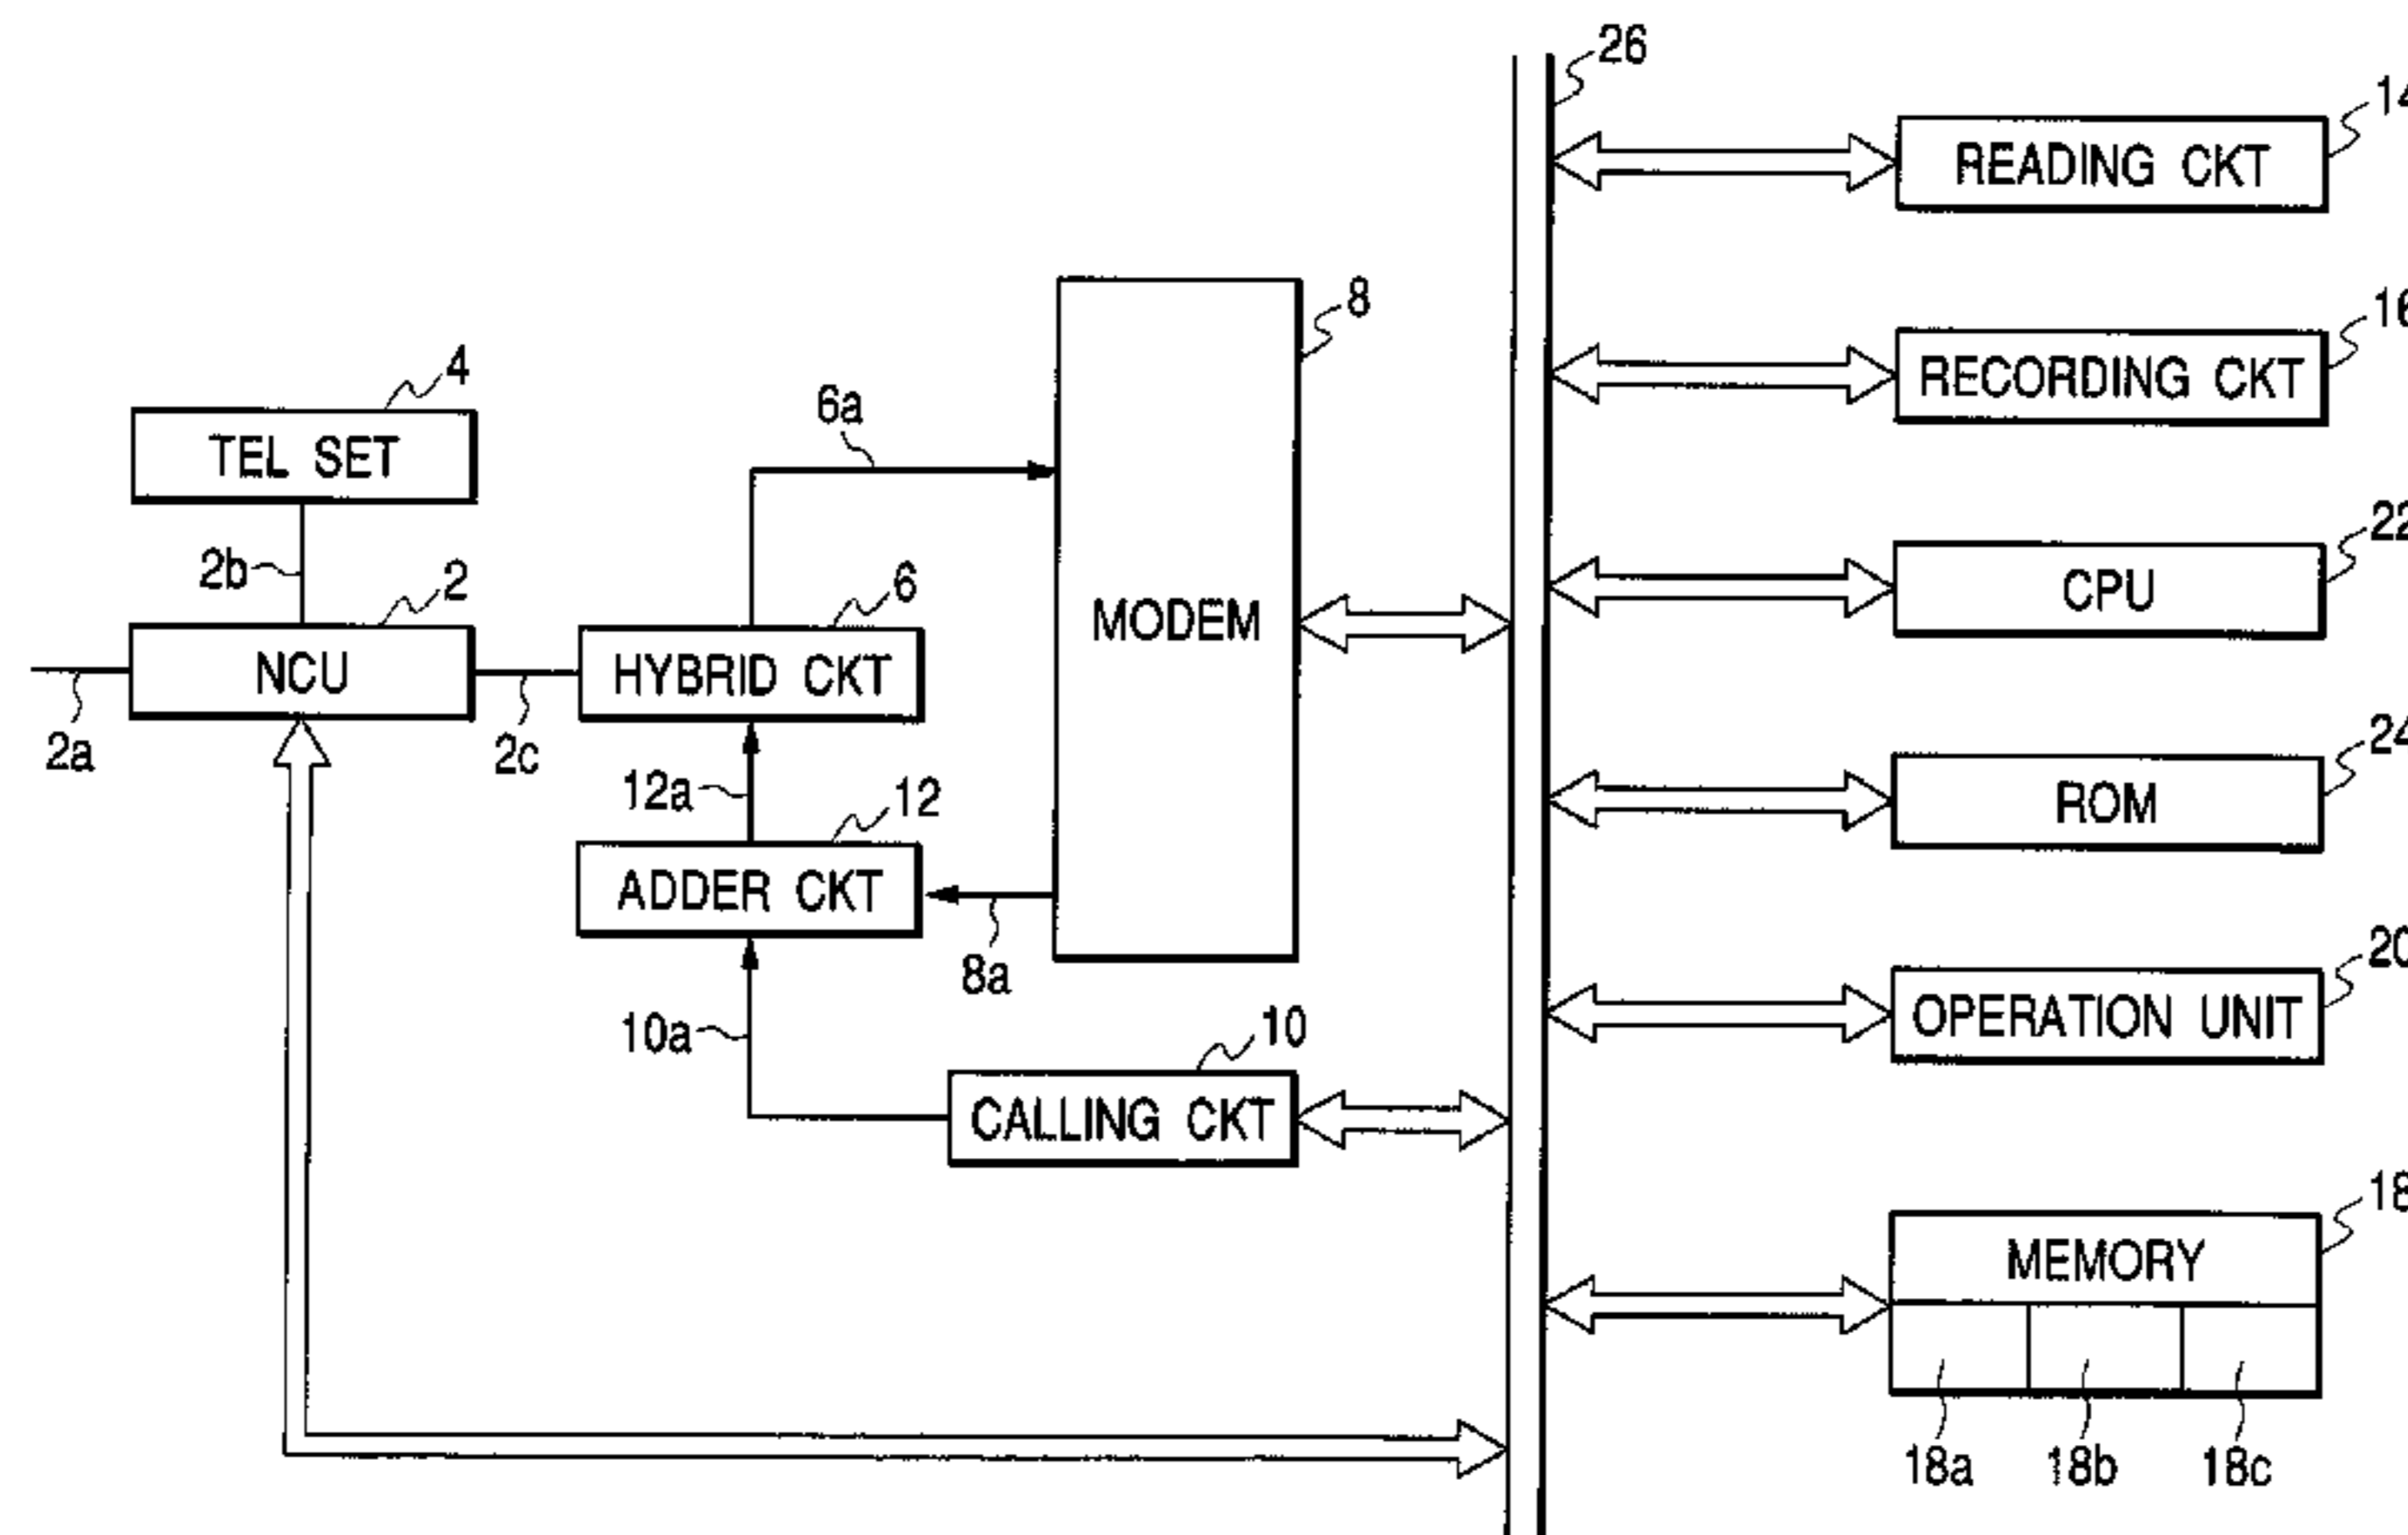 26
14
READING CKT
16
RECORDING CKT
8
4
6a
TEL SET
22
2b
2
6
CPU
MODEM
NCU
HYBRID CKT
2a
2c
12a
12
24
ROM
ADDER CKT
8a
20
10a
10
OPERATION UNIT
CALLING CKT
18
MEMORY
18a
18b
18c